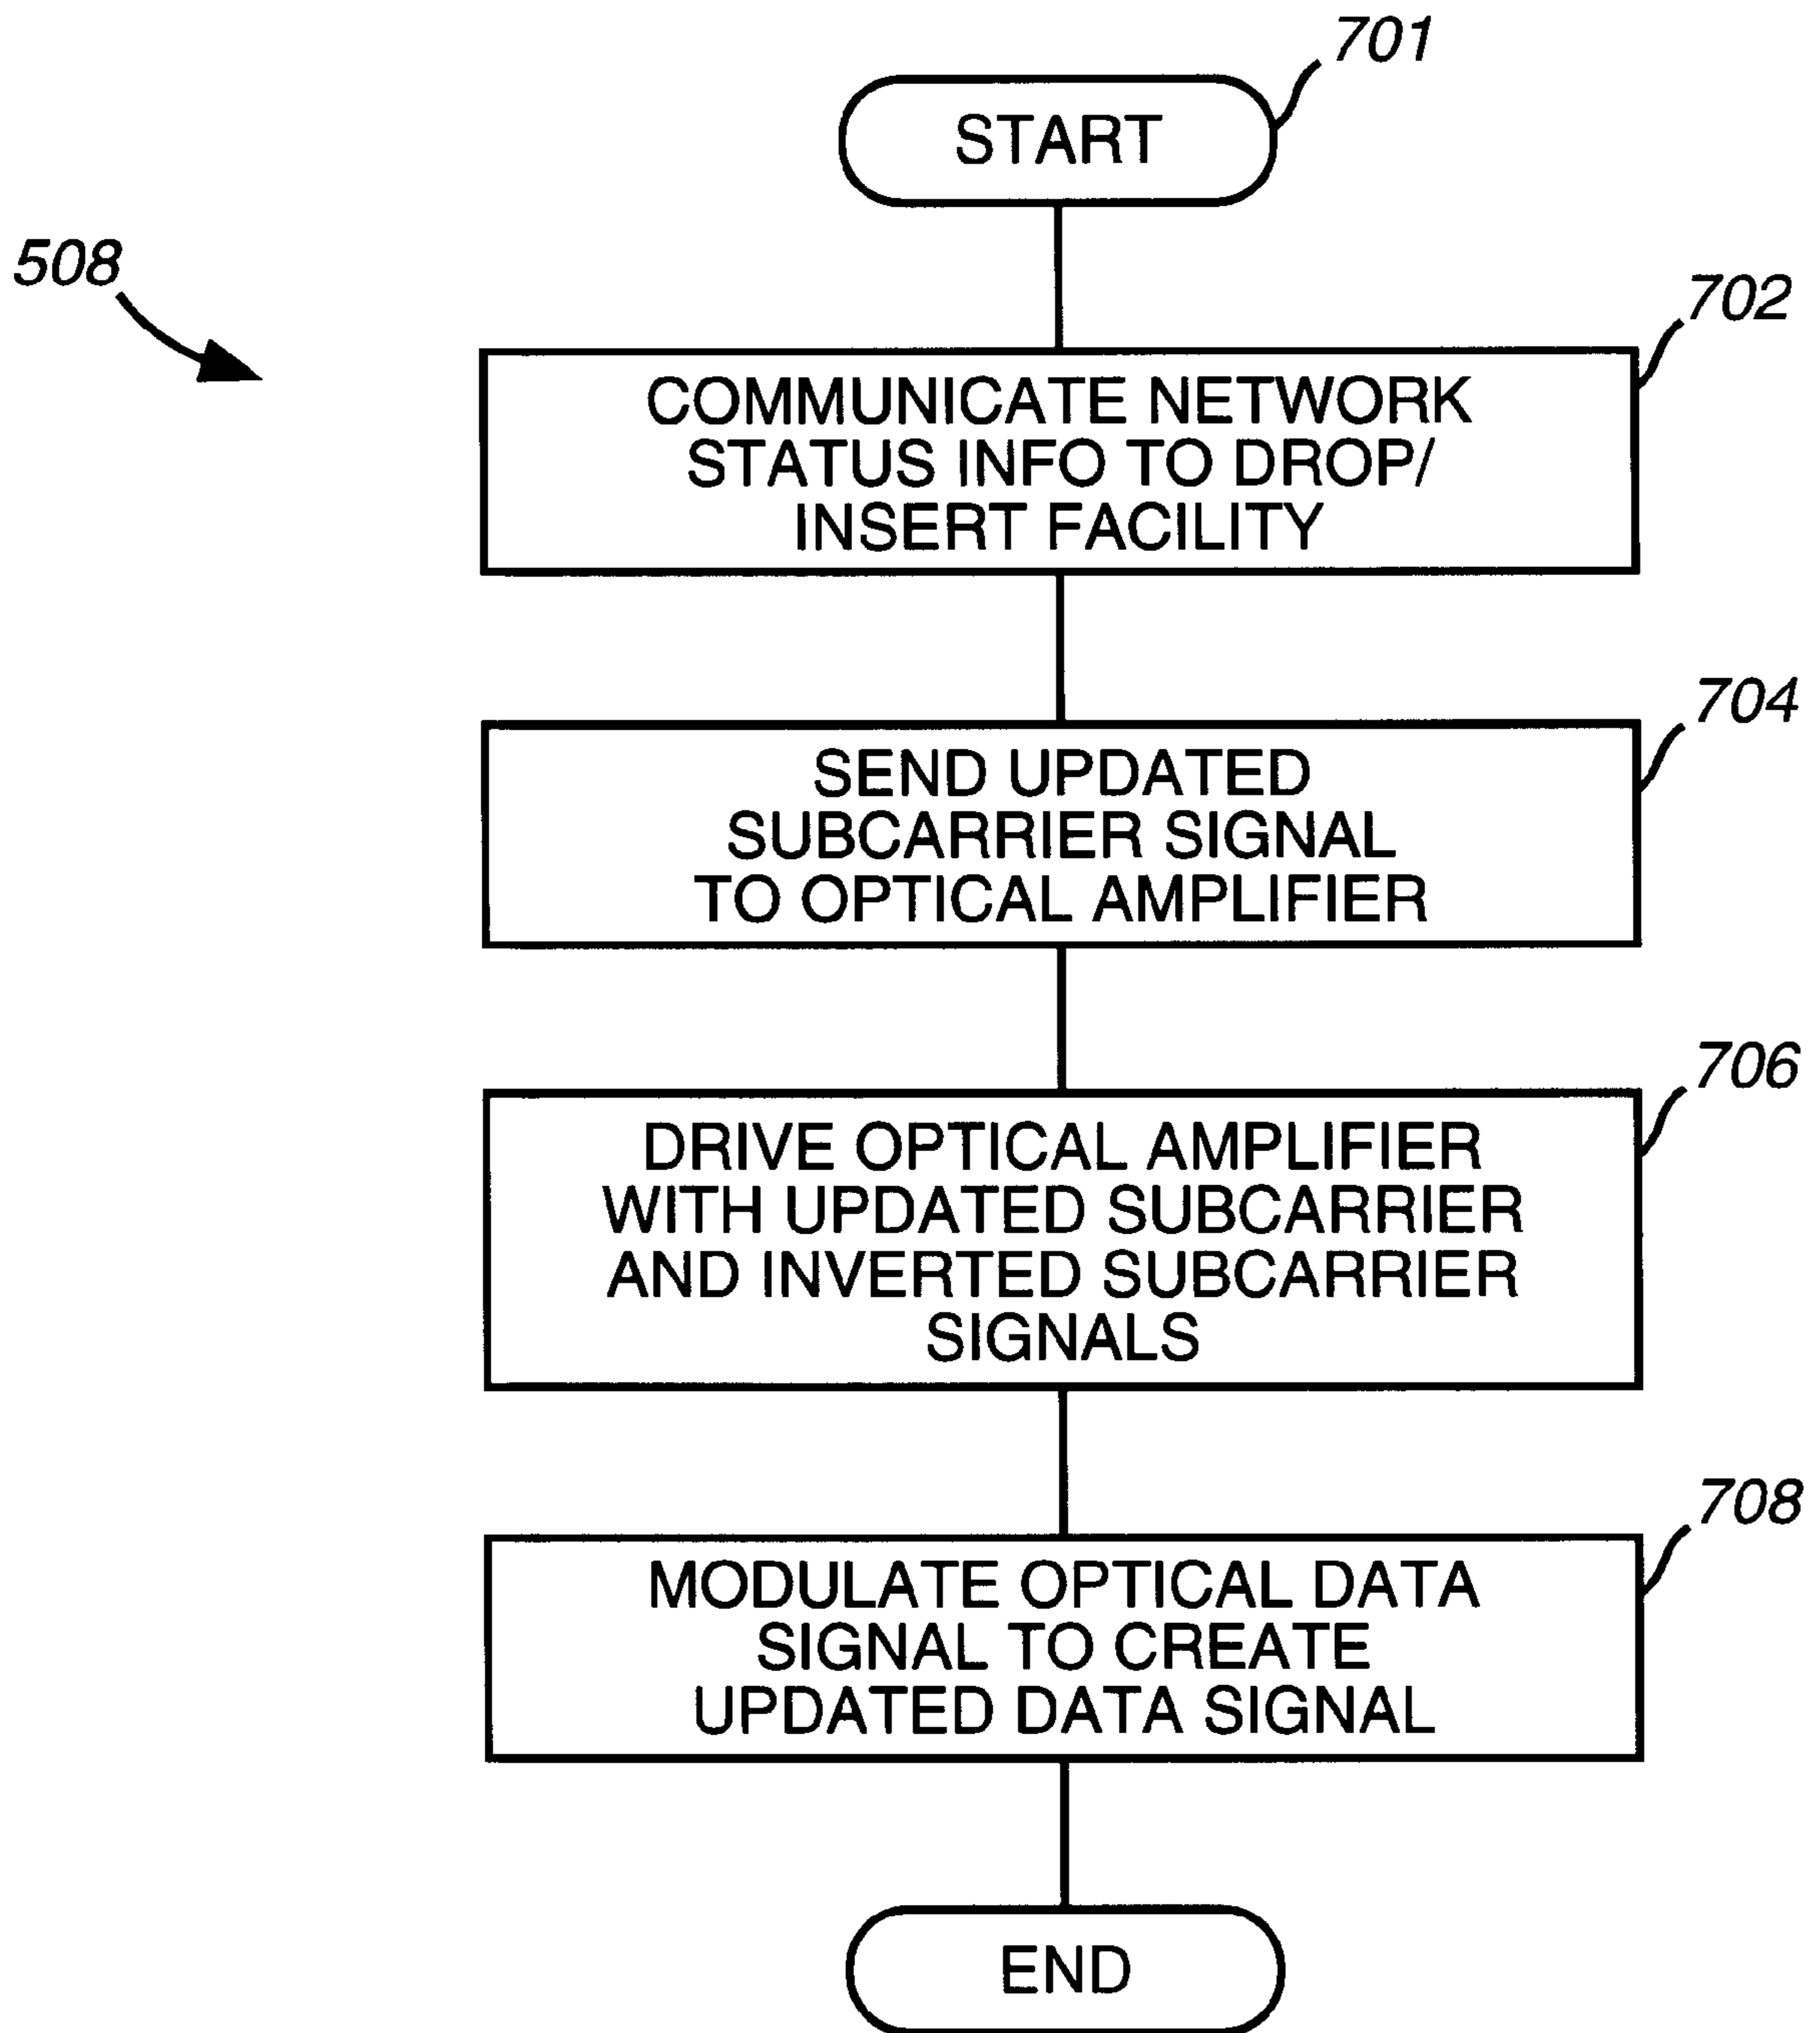 701
START
508
702
COMMUNICATE NETWORK
STATUS INFO TO DROP/
INSERT FACILITY
704
SEND UPDATED
SUBCARRIER SIGNAL
TO OPTICAL AMPLIFIER
706
DRIVE OPTICAL AMPLIFIER
WITH UPDATED SUBCARRIER
AND INVERTED SUBCARRIER
SIGNALS
708
MODULATE OPTICAL DATA
SIGNAL TO CREATE
UPDATED DATA SIGNAL
END